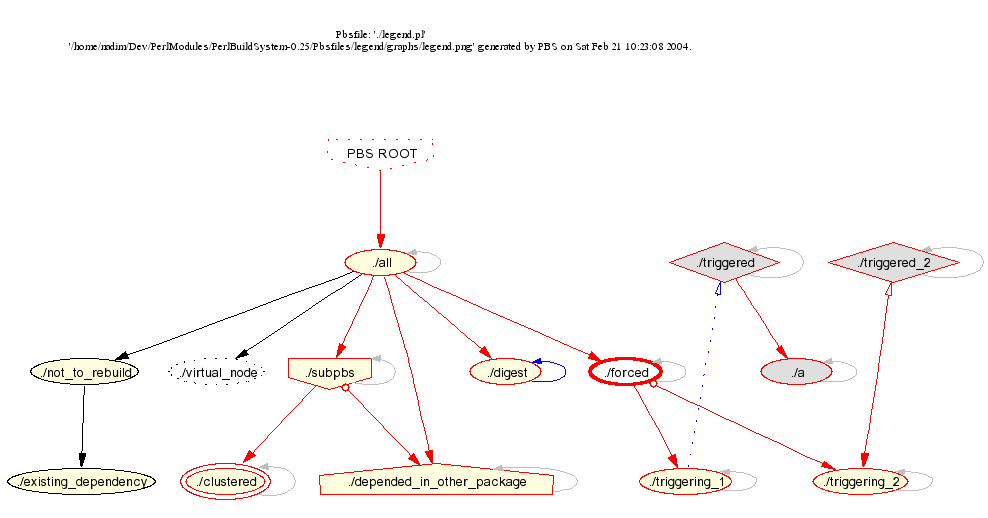 Pbsfile: './legend.pl'
'/home/nadim/Dev/PerlModules/PerlBuildSystem-0.25/Pbsfiles/legend/graphs/legend.png' generated by PBS on Sat Feb 21 10:23:08 2004.
PBS ROOT
./all
./triggered
./triggered_2
./not_to_rebuild
./virtual_node
./subpbs
./digest
./forced
./a
./existing_dependency
./clustered
./depended_in_other_package
./triggering_1
./triggering_2